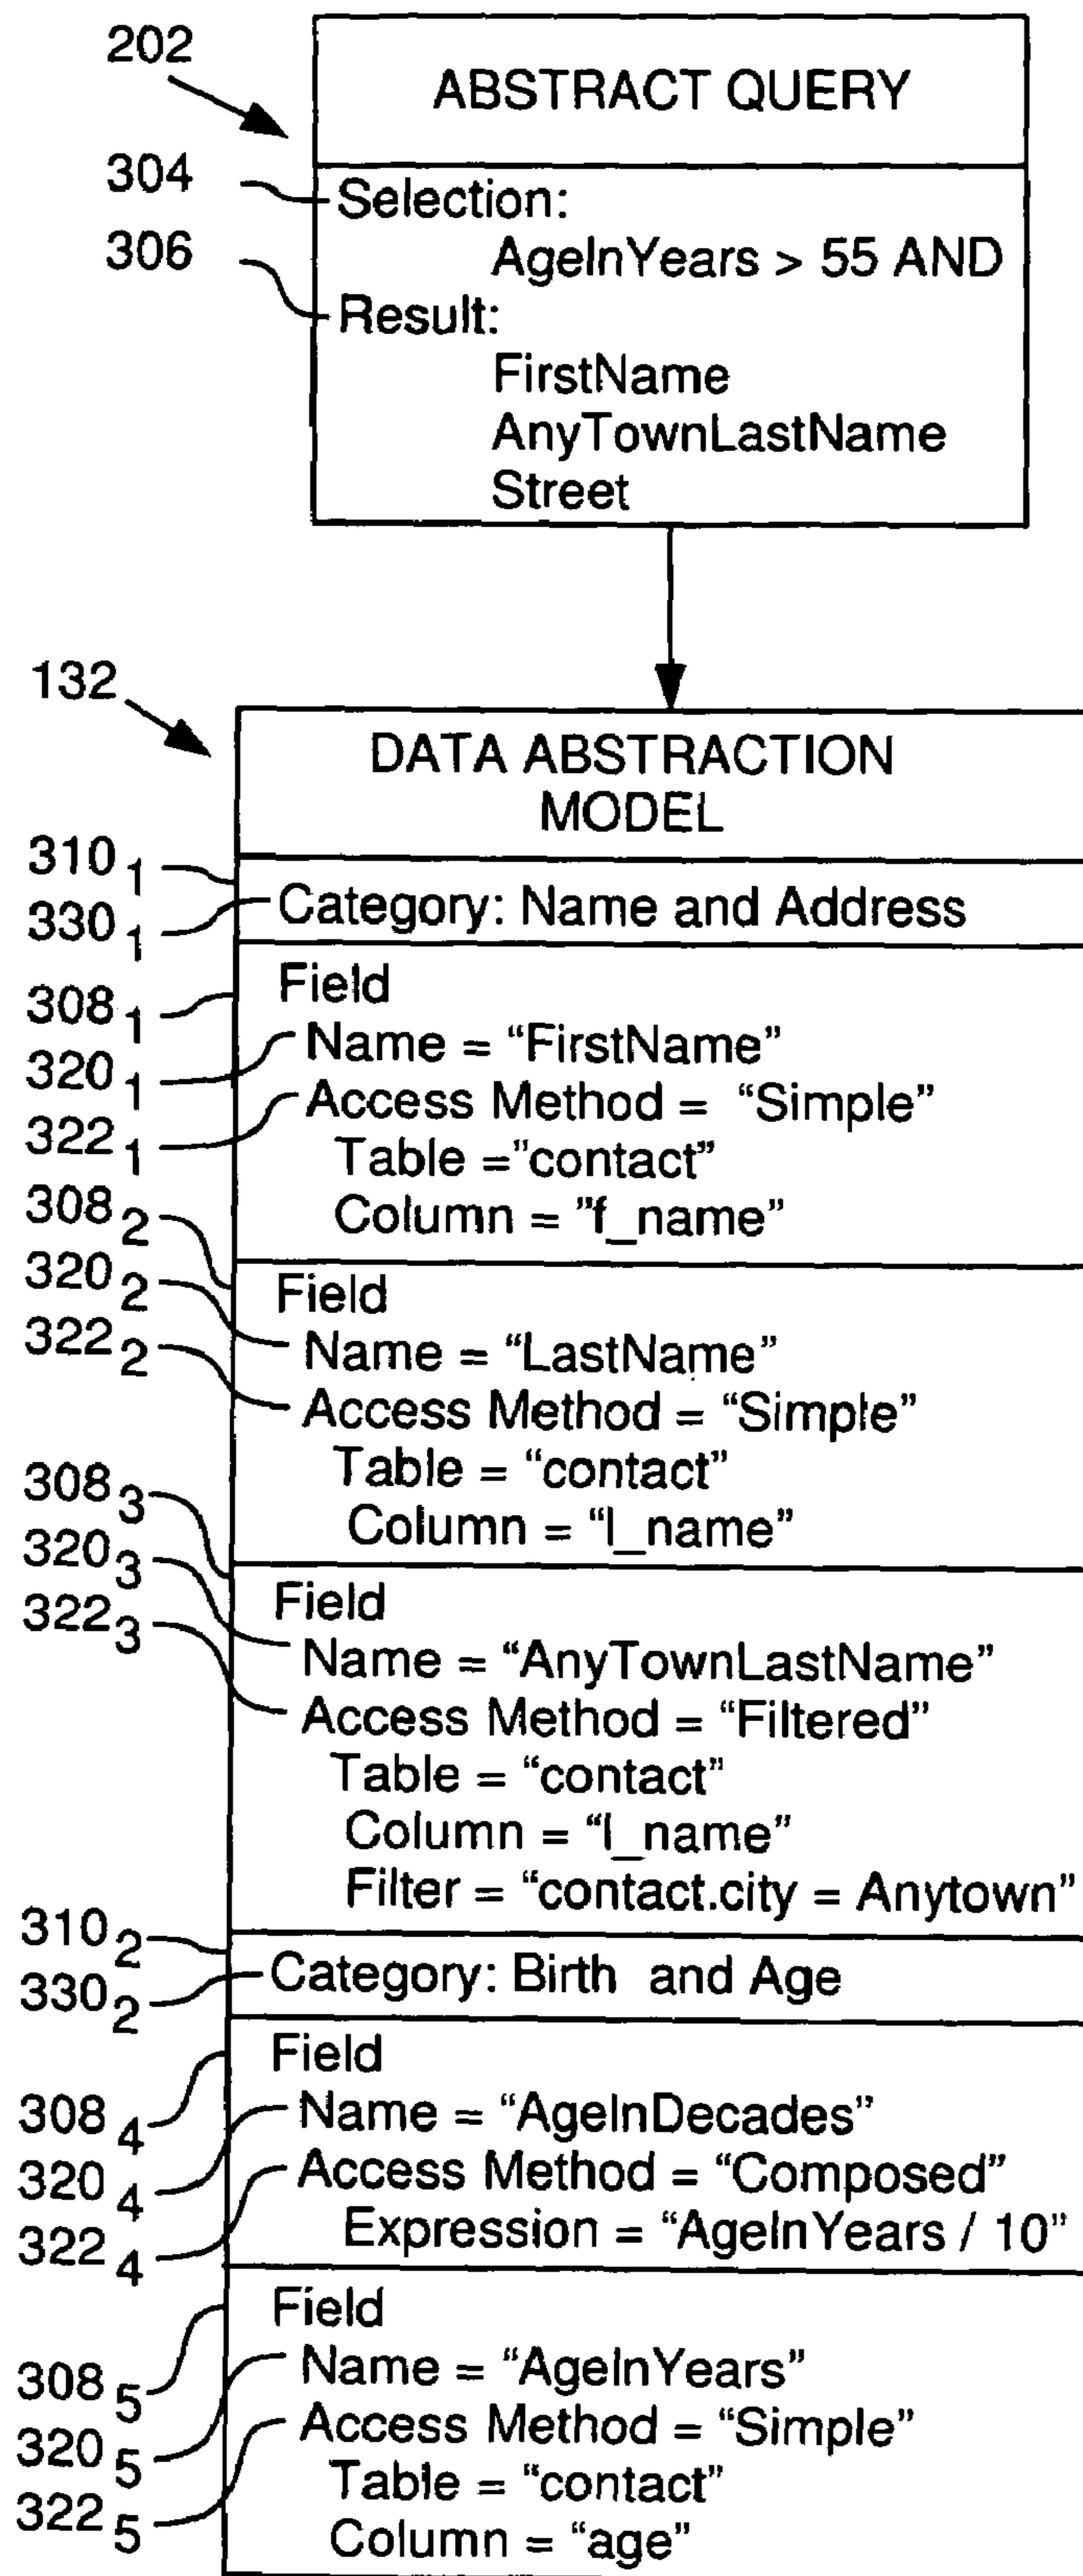 202
ABSTRACT QUERY
304
Selection:
AgeInYears > 55 AND
306
Result:
FirstName
AnyTownLastName
Street
132
DATA ABSTRACTION
MODEL
310 1
330 1
Category: Name and Address
308 1
Field
320 1
Name = “FirstName”
322 1
Access Method = “Simple”
Table =”contact”
Column = ”f_name”
308 2
Field
320 2
Name = “LastName”
322 2
Access Method = “Simple”
Table = “contact”
Column = “l_name”
308 3
Field
320 3
Name = “AnyTownLastName”
322 3
Access Method = “Filtered”
Table = “contact”
Column = “l_name”
Filter = “contact.city = Anytown”
310 2
330 2
Category: Birth and Age
308 4
Field
320 4
Name = “AgeInDecades”
322 4
Access Method = “Composed”
Expression = “AgeInYears / 10”
308 5
Field
320 5
Name = “AgeInYears”
322 5
Access Method = “Simple”
Table = “contact”
Column = “age”